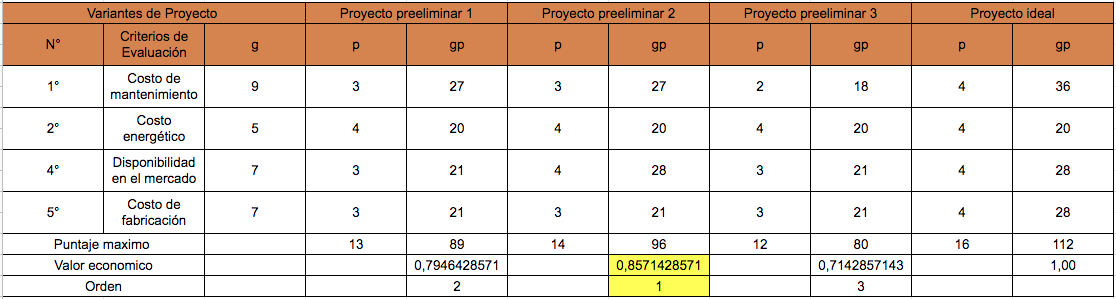 Variantes de Proyecto Proyecto preeliminar 1 Proyecto preeliminar 2 Proyecto preeliminar 3 Proyecto ideal
N° Criterios de Evaluación g p gp p gp p gp p gp
1° Costo de mantenimiento 9 3 27 3 27 2 18 4 36
2° Costo energético 5 4 20 4 20 4 20 4 20
4° Disponibilidad en el mercado 7 3 21 4 28 3 21 4 28
5° Costo de fabricación 7 3 21 3 21 3 21 4 28
Puntaje maximo 13 89 14 96 12 80 16 112
Valor economico 0,7946428571 0,8571428571 0,7142857143 1,00
Orden 2 1 3